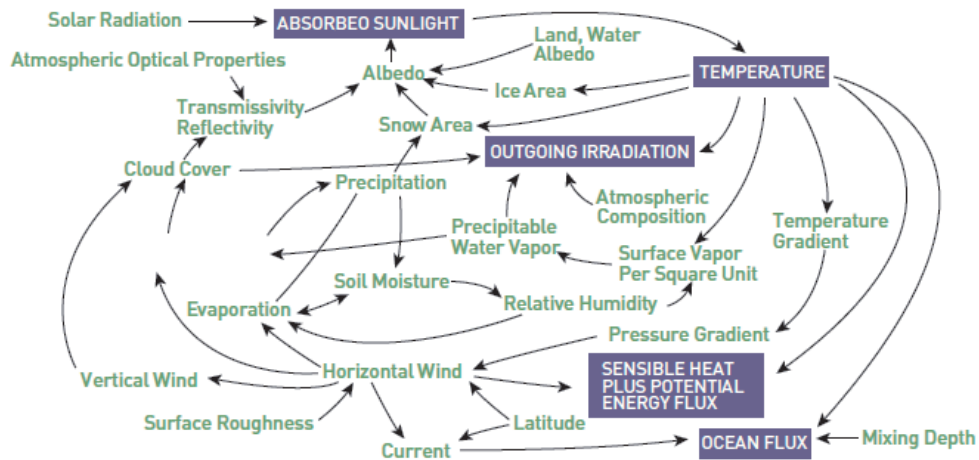 Solar Radiation
ABSORBEO SUNLIGHT
Land, Water
Albedo
Atmospheric Optical Properties
Albedo
TEMPERATURE
Ice Area
Transmissivity
Reflectivity
Snow Area
OUTGOING IRRADIATION
Cloud Cover
Precipitation
Atmospheric
Composition
Temperature
Gradient
Precipitable
Water Vapor
Surface Vapor
Per Square Unit
Soil Moisture
Relative Humidity
Evaporation
Pressure Gradient
Horizontal Wind
SENSIBLE HEAT
PLUS POTENTIAL
ENERGY FLUX
Vertical Wind
Surface Roughness
Latitude
Current
OCEAN FLUX
Mixing Depth